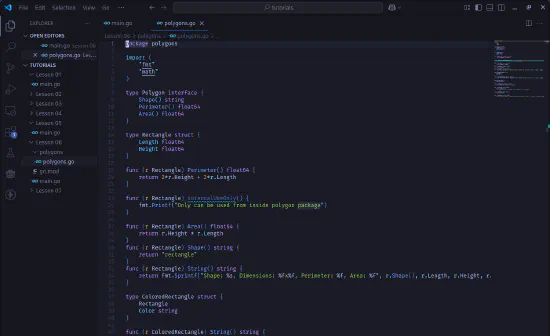 File Edit Selection View Go
tutorials
EXPLORER
main.go polygons.go
OPEN EDITORS
main.go Lesson 06
polygons.go Lesson
TUTORIALS
Lesson 01
main.go
Lesson 02
Lesson 03
Lesson 04
Lesson 05
main.go
Lesson 06
polygons
polygons.go
go.mod
main.go
Lesson 07
Lesson 06 polygons polygons.go
package polygons
import (
"fmt"
"math"
)
type Polygon interface {
Shape() string
Perimeter() float64
Area() float64
}
type Rectangle struct {
Length float64
Height float64
}
func (r Rectangle) Perimeter() float64 {
return 2*r.Height + 2*r.Length
}
func (r Rectangle) internalUseOnly() {
fmt.Printf("Only can be used from inside polygon package")
}
func (r Rectangle) Area() float64 {
return r.Height * r.Length
}
func (r Rectangle) Shape() string {
return "rectangle"
}
func (r Rectangle) String() string {
return fmt.Sprintf("Shape: %s, Dimensions: %fx%f, Perimeter: %f, Area: %f", r.Shape(), r.Length, r.Height, r.
}
type ColoredRectangle struct {
Rectangle
Color string
}
func (r ColoredRectangle) String() string {